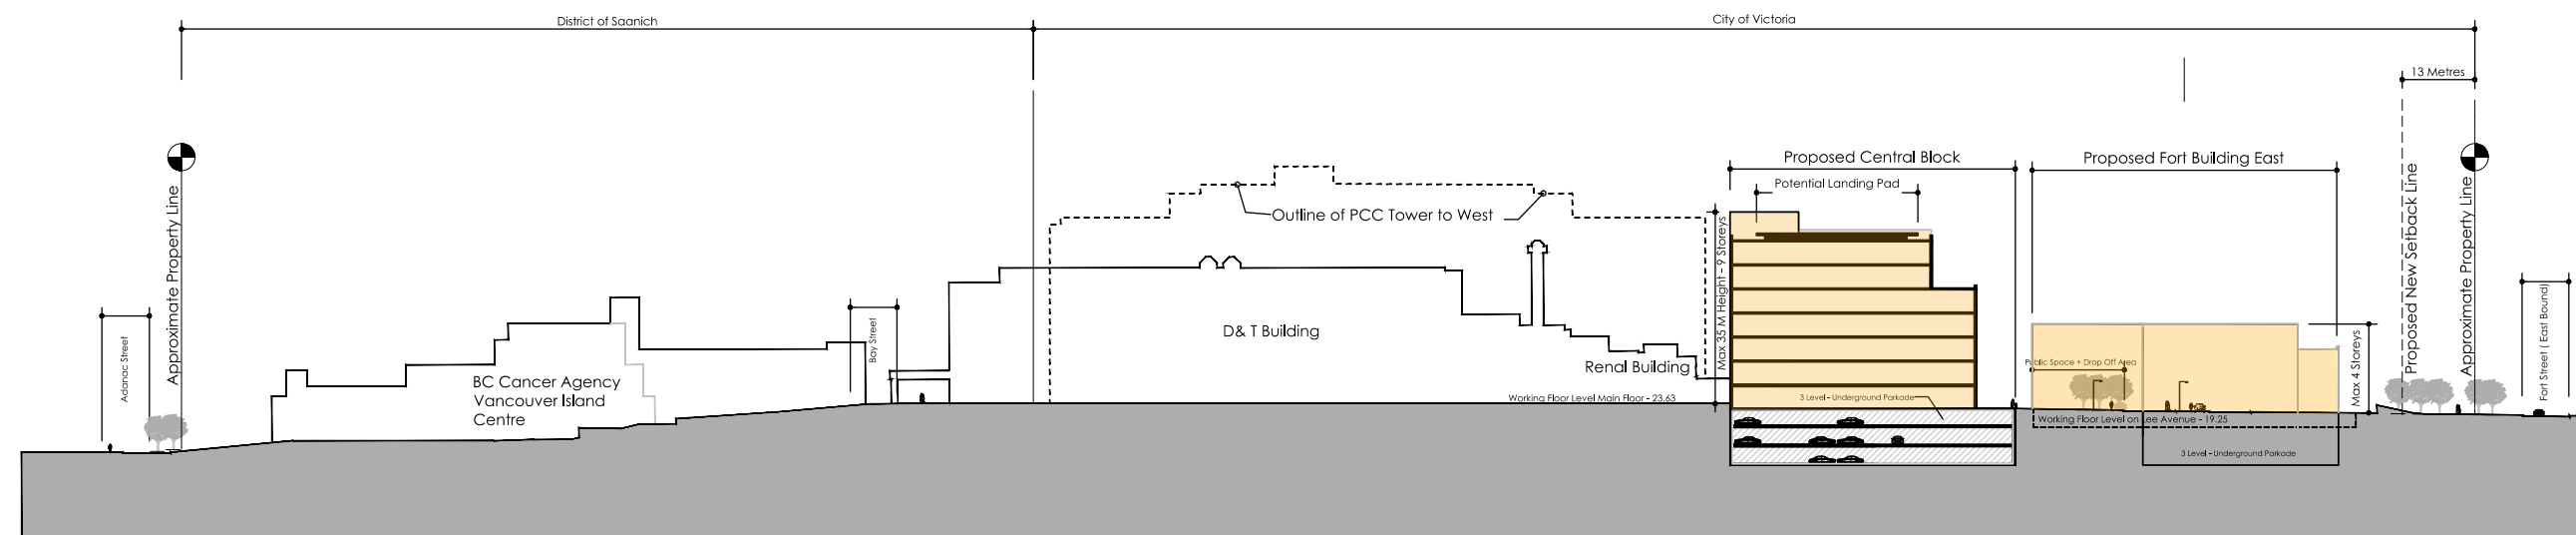 District of Saanich
City of Victoria
13 Metres
Proposed Central Block
Proposed Fort Building East
Potential Landing Pad
Outline of PCC Tower to West
Approximate Property Line
Adanac Street
BC Cancer Agency
Vancouver Island
Centre
Bay Street
D& T Building
Renal Building
Working Floor Level Main Floor - 23.63
Max 35 M Height - 9 Storeys
3 Level - Underground Parkade
Public Space + Drop Off Area
Working Floor Level on Lee Avenue - 19.25
3 Level - Underground Parkade
Max 4 Storeys
Proposed New Setback Line
Approximate Property Line
Fort Street ( East Bound)